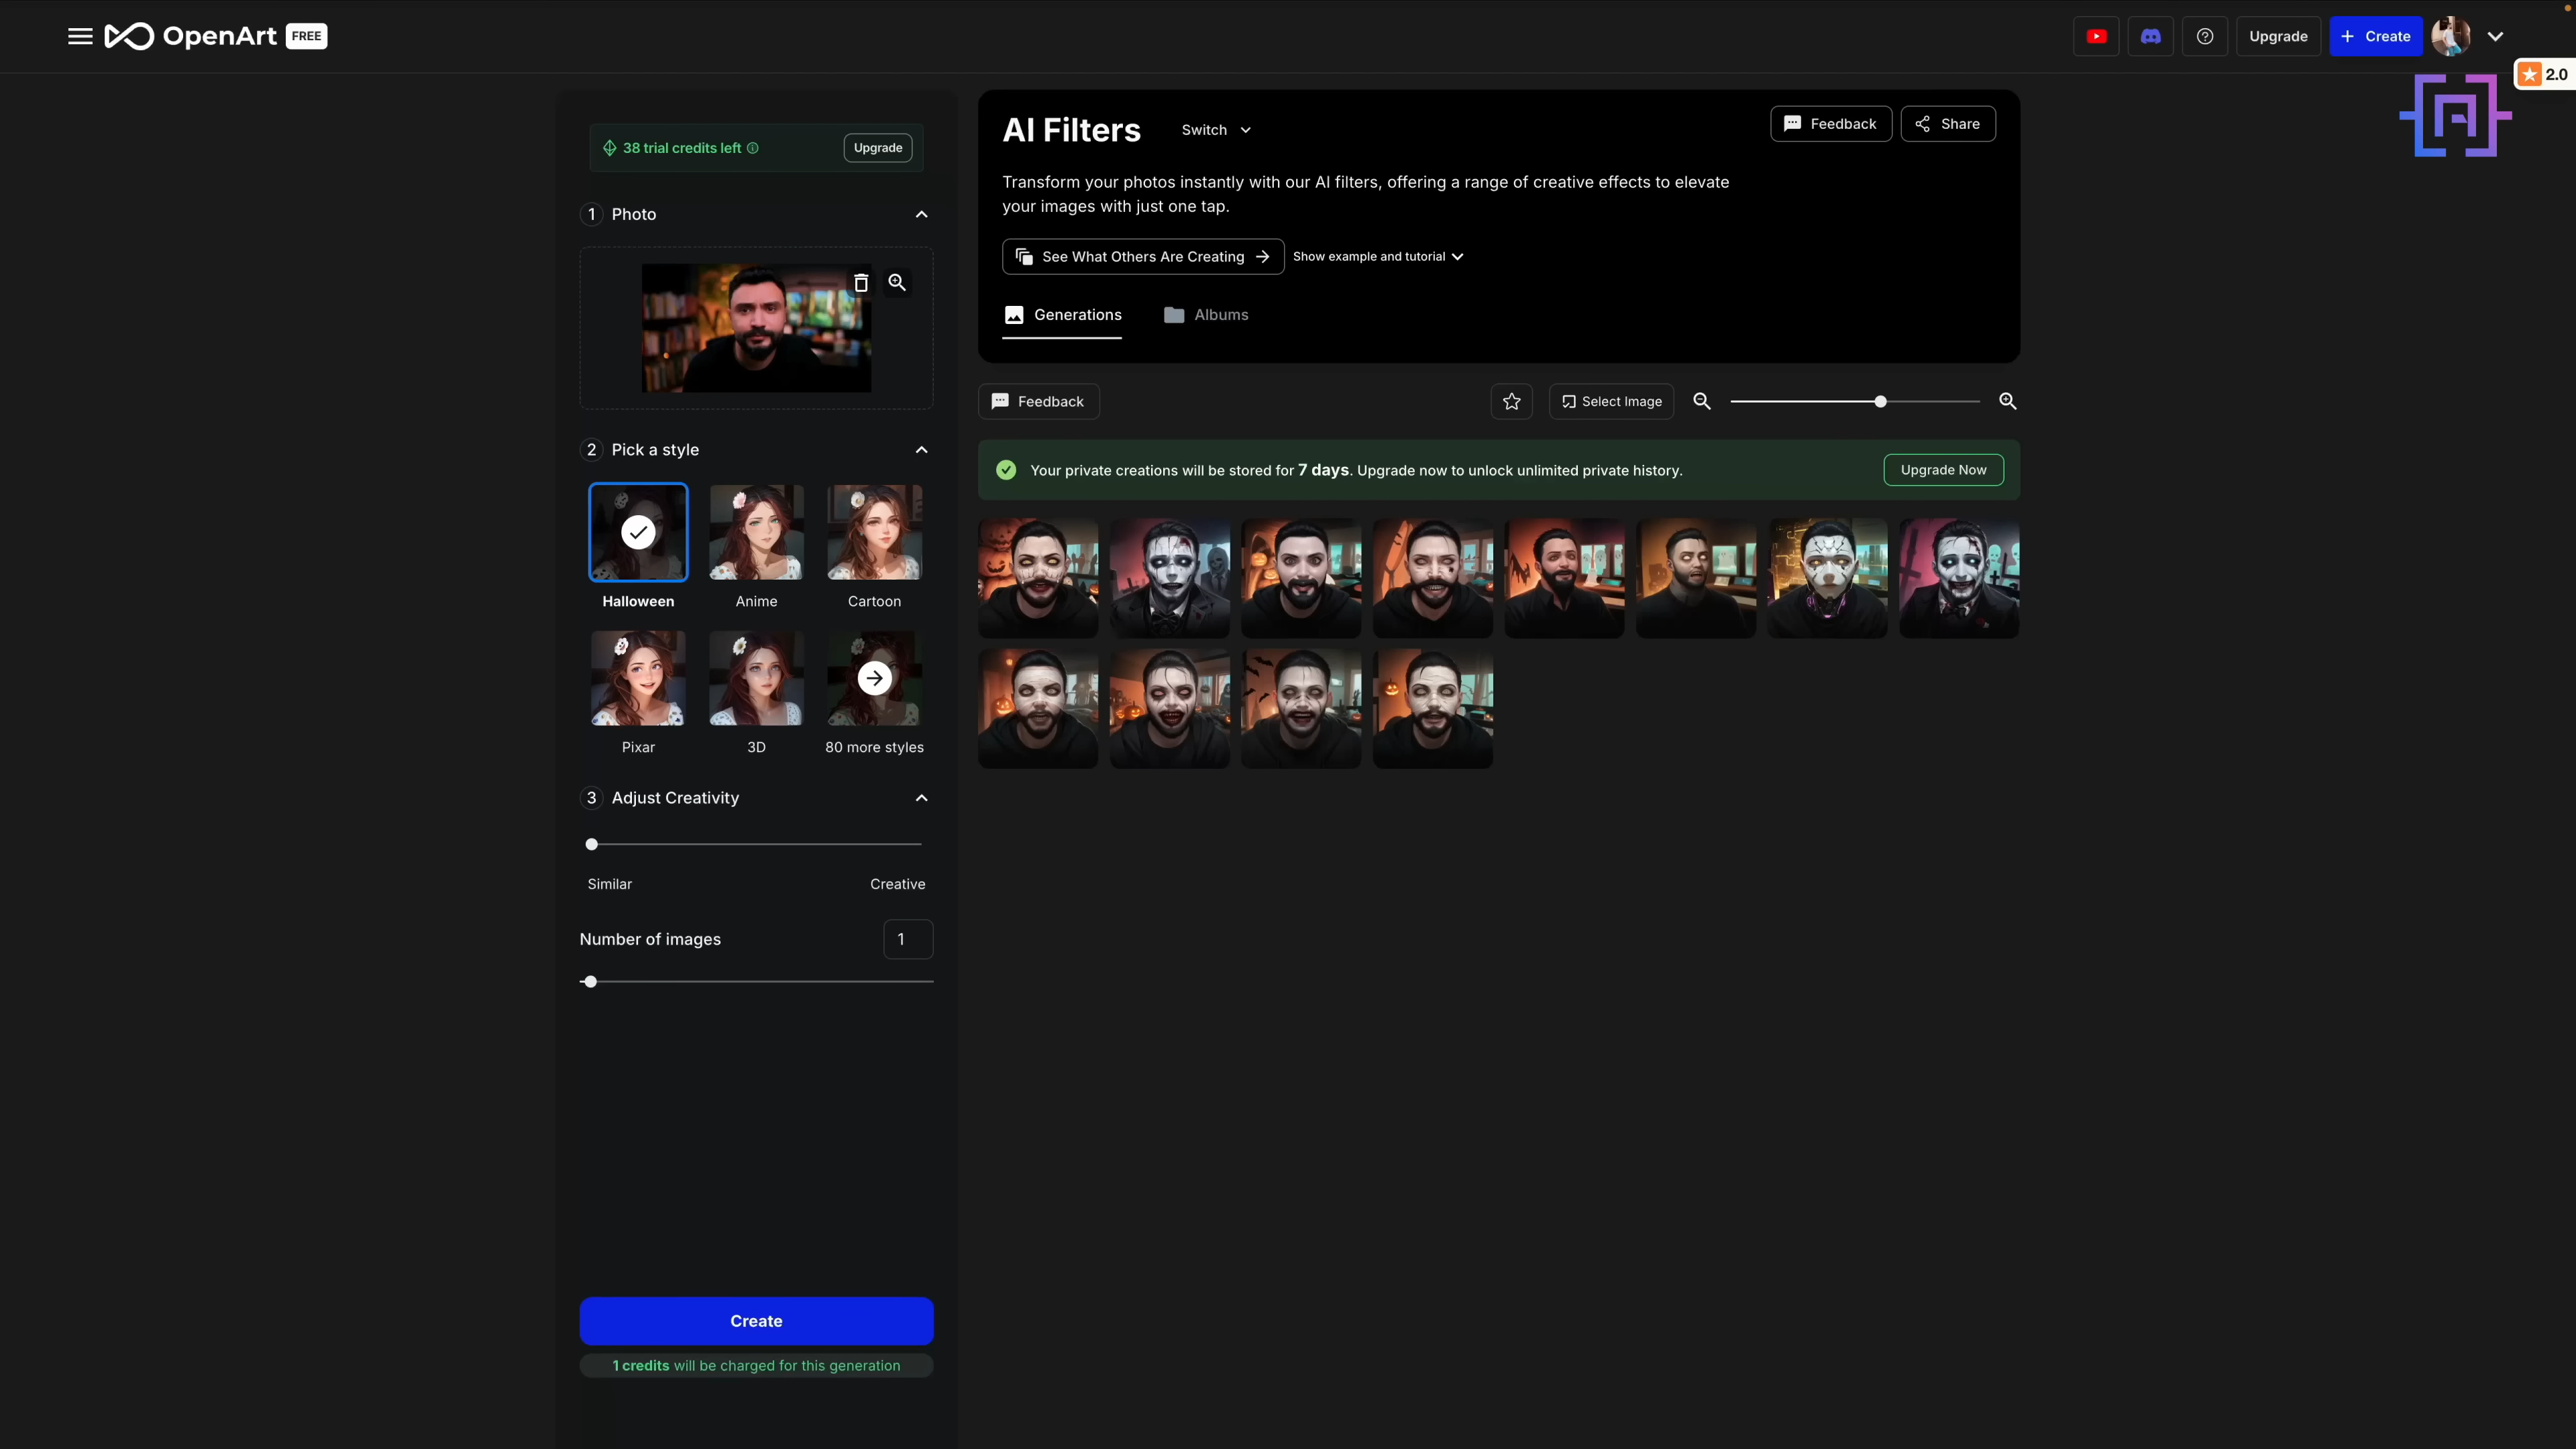 OpenArt FREE
Upgrade
+ Create
2.0
38 trial credits left
Upgrade
1 Photo
2 Pick a style
Halloween
Anime
Cartoon
Pixar
3D
80 more styles
3 Adjust Creativity
Similar
Creative
Number of images
1
Create
1 credits will be charged for this generation
AI Filters
Switch
Feedback
Share
Transform your photos instantly with our AI filters, offering a range of creative effects to elevate
your images with just one tap.
See What Others Are Creating
Show example and tutorial
Generations
Albums
Feedback
Select Image
Your private creations will be stored for 7 days. Upgrade now to unlock unlimited private history.
Upgrade Now